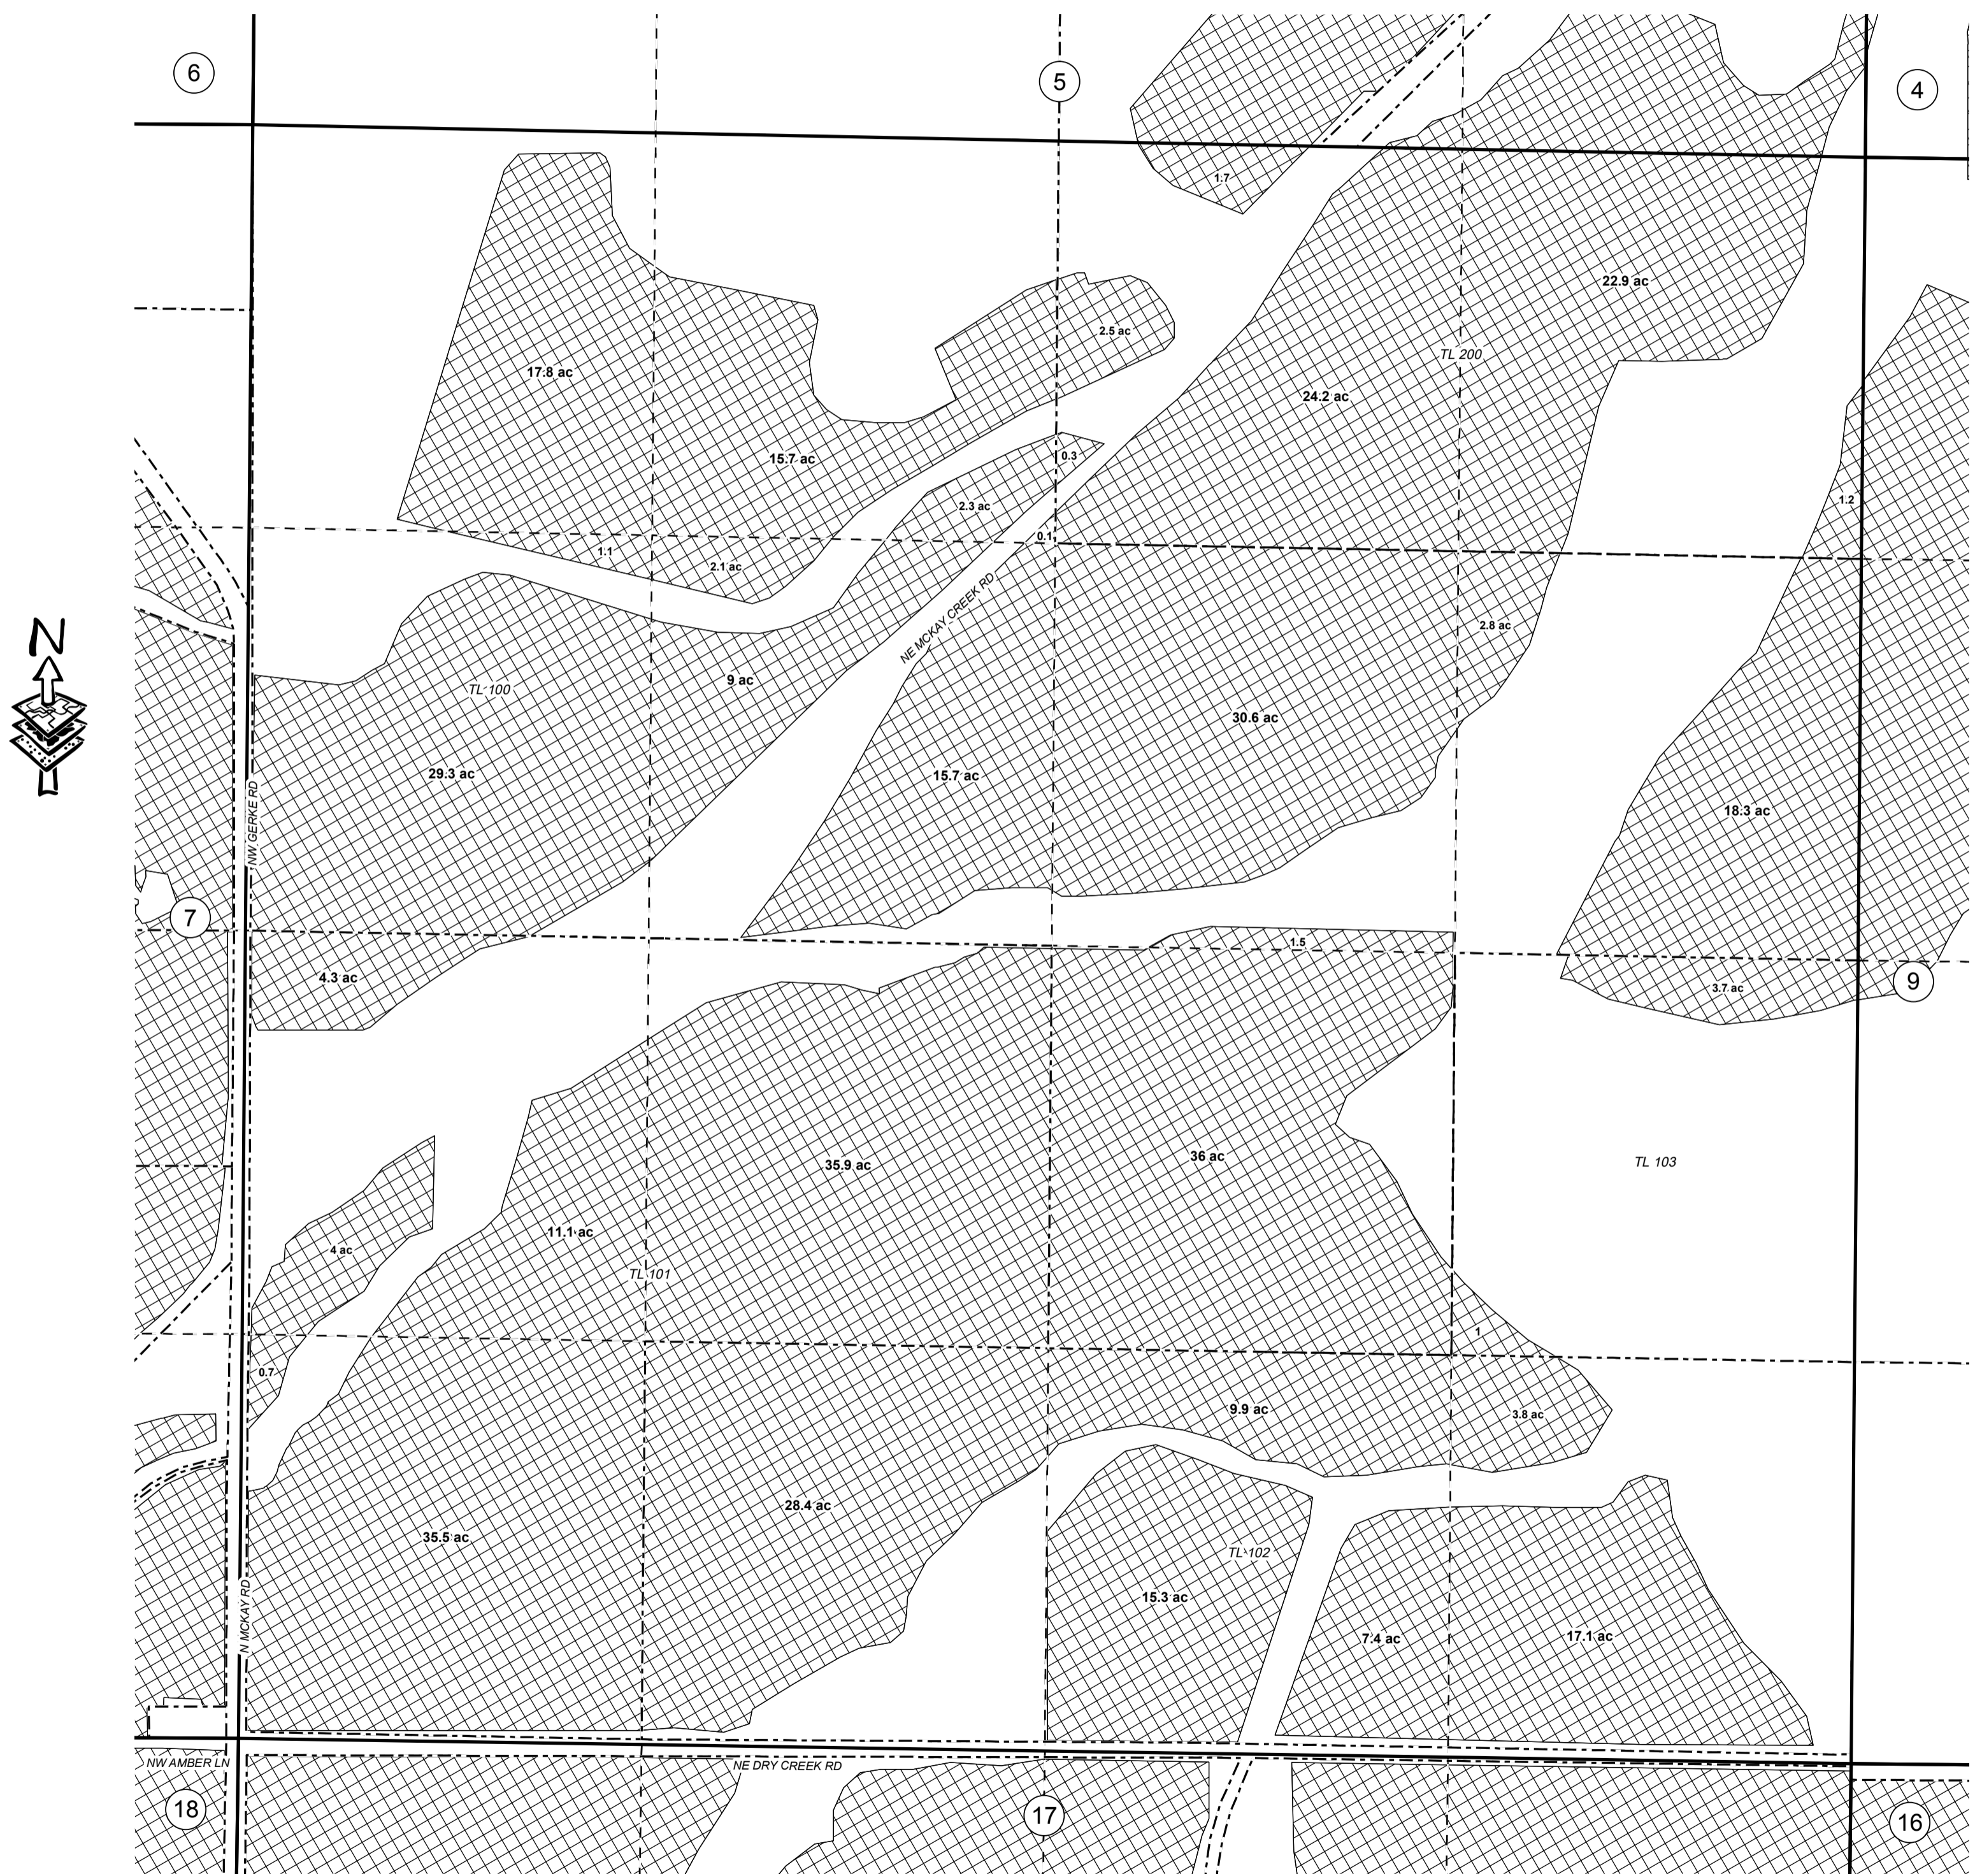 6
5
4
1.7
22.9 ac
2.5 ac
TL 200
17.8 ac
24.2 ac
15.7 ac
0.3
1.2
2.3 ac
0.1
1.1
2.1 ac
NE MCKAY CREEK RD
2.8 ac
N
9 ac
TL 100
30.6 ac
29.3 ac
15.7 ac
NW GERKE RD
18.3 ac
7
1.5
4.3 ac
9
3.7 ac
36 ac
TL 103
35.9 ac
11.1 ac
4 ac
TL 101
1
0.7
9.9 ac
3.8 ac
28.4 ac
35.5 ac
TL 102
15.3 ac
N MCKAY RD
7.4 ac
17.1 ac
NW AMBER LN
NE DRY CREEK RD
18
17
16